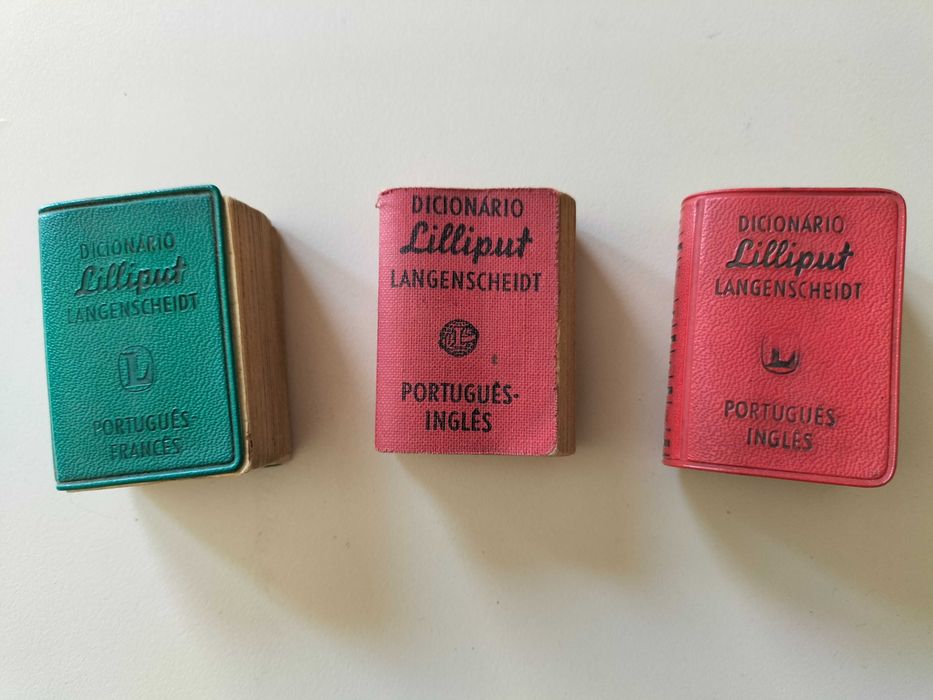 DICIONÁRIO
Lilliput
LANGENSCHEIDT
L
PORTUGUÊS
FRANCÊS
DICIONÁRIO
Lilliput
LANGENSCHEIDT
L
PORTUGUÊS-
INGLÊS
DICIONÁRIO
Lilliput
LANGENSCHEIDT
L
PORTUGUÊS
INGLÊS